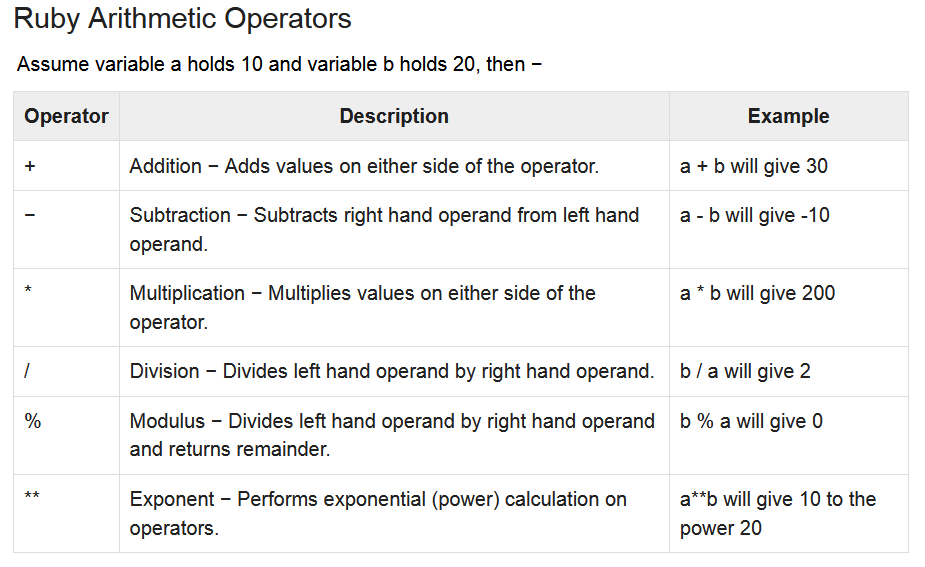 Ruby Arithmetic Operators
Assume variable a holds 10 and variable b holds 20, then −
Operator Description Example
+ Addition − Adds values on either side of the operator. a + b will give 30
− Subtraction − Subtracts right hand operand from left hand a - b will give -10
operand.
* Multiplication − Multiplies values on either side of the a * b will give 200
operator.
/ Division − Divides left hand operand by right hand operand. b / a will give 2
% Modulus − Divides left hand operand by right hand operand b % a will give 0
and returns remainder.
** Exponent − Performs exponential (power) calculation on a**b will give 10 to the
operators. power 20